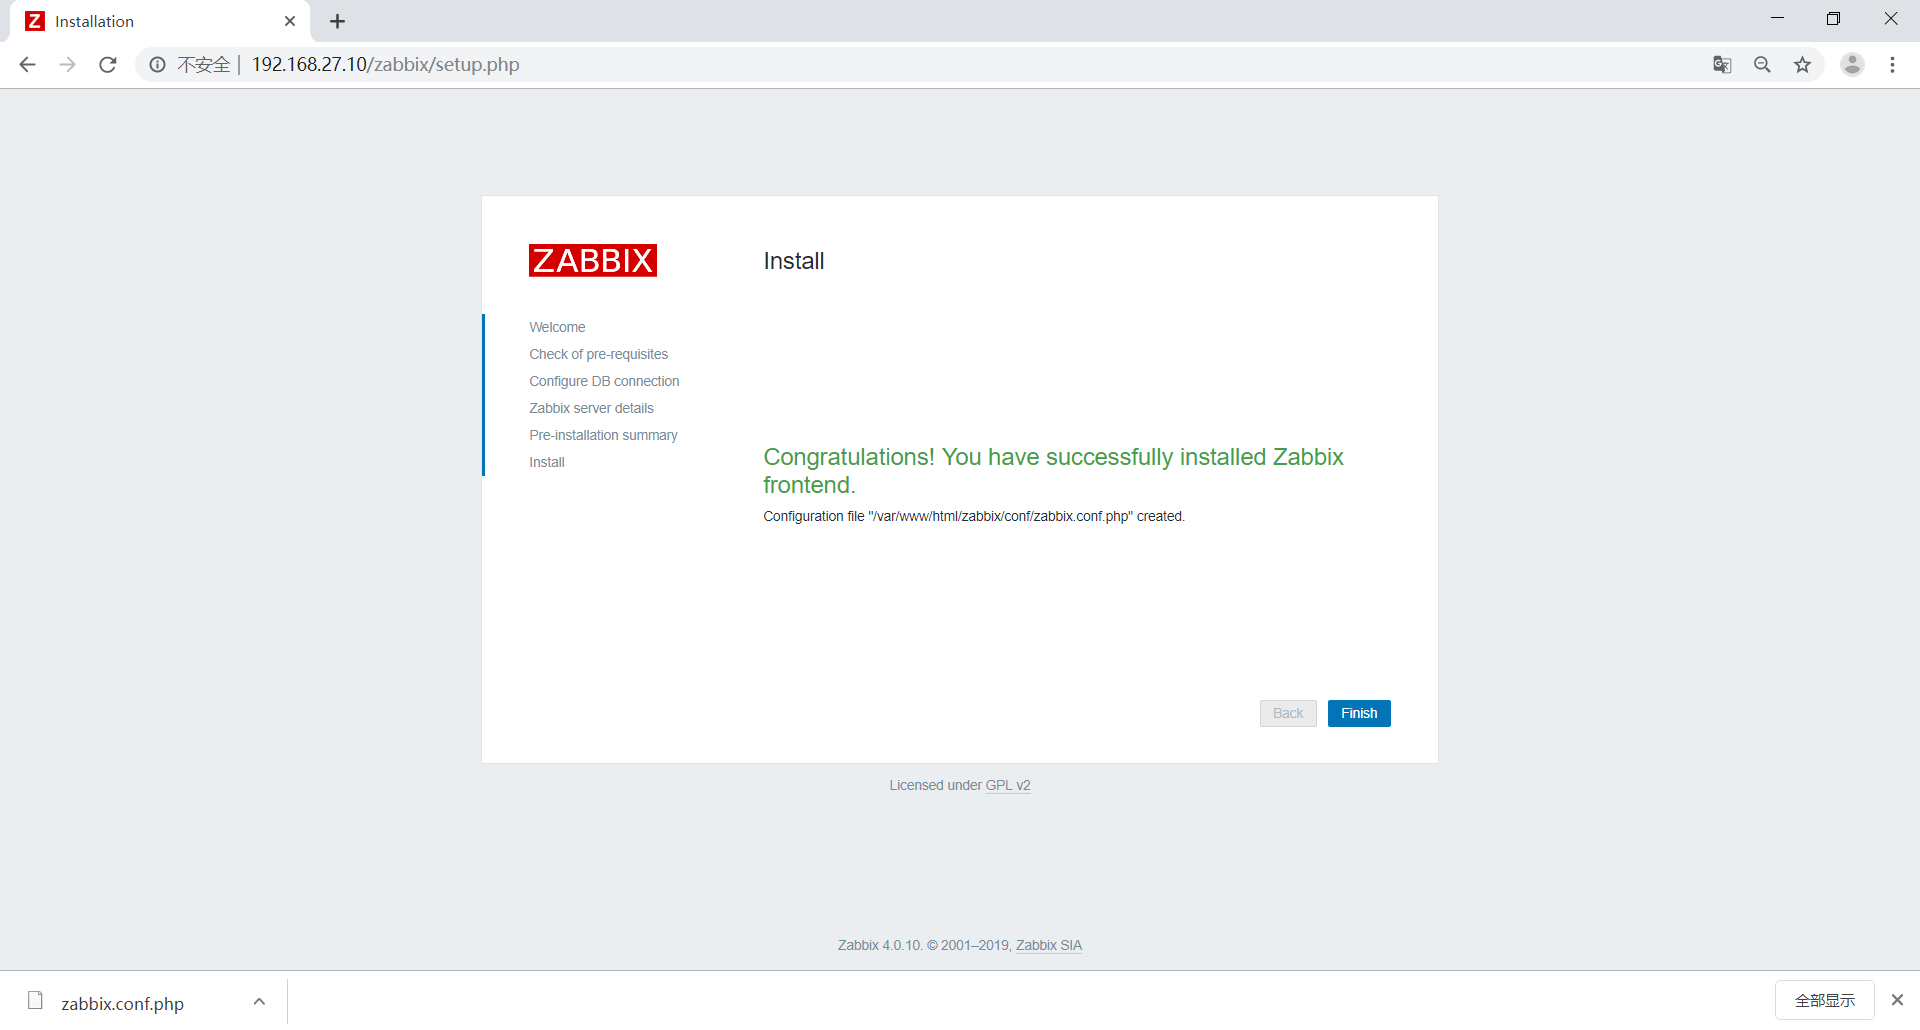 Z Installation
不安全 | 192.168.27.10/zabbix/setup.php
ZABBIX
Install
Welcome
Check of pre-requisites
Configure DB connection
Zabbix server details
Pre-installation summary
Install
Congratulations! You have successfully installed Zabbix
frontend.
Configuration file "/var/www/html/zabbix/conf/zabbix.conf.php" created.
Back Finish
Licensed under GPL v2
Zabbix 4.0.10. © 2001–2019, Zabbix SIA
zabbix.conf.php
全部显示